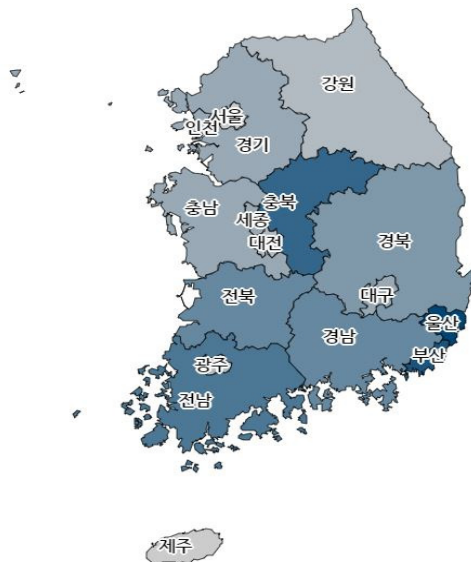 강원
서울
인천
경기
충남
충북
세종
대전
경북
전북
대구
울산
경남
부산
광주
전남
제주